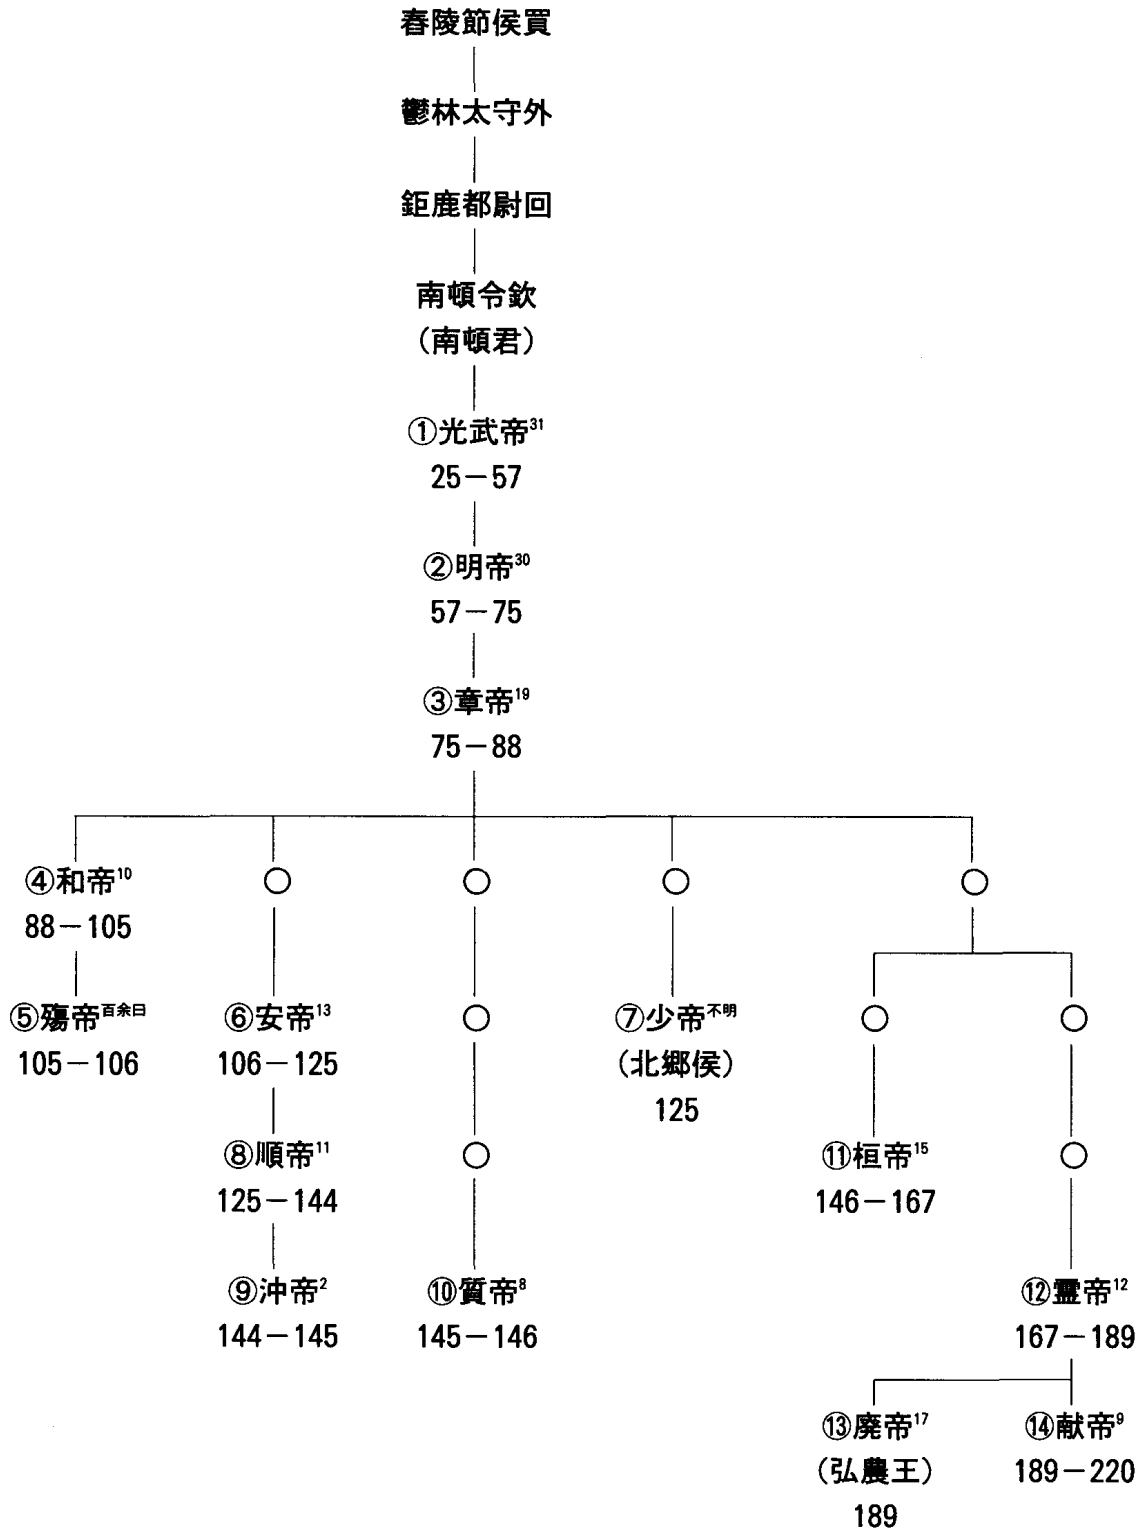 舂陵節侯買
鬱林太守外
鉅鹿都尉回
南頓令欽
（南頓君）
①光武帝31
25－57
②明帝30
57－75
③章帝19
75－88
④和帝10
88－105
⑤殤帝百余日
105－106
⑥安帝13
106－125
⑦少帝不明
（北郷侯）
125
⑧順帝11
125－144
⑪桓帝15
146－167
⑨沖帝2
144－145
⑩質帝8
145－146
⑫霊帝12
167－189
⑬廃帝17
（弘農王）
189
⑭献帝9
189－220